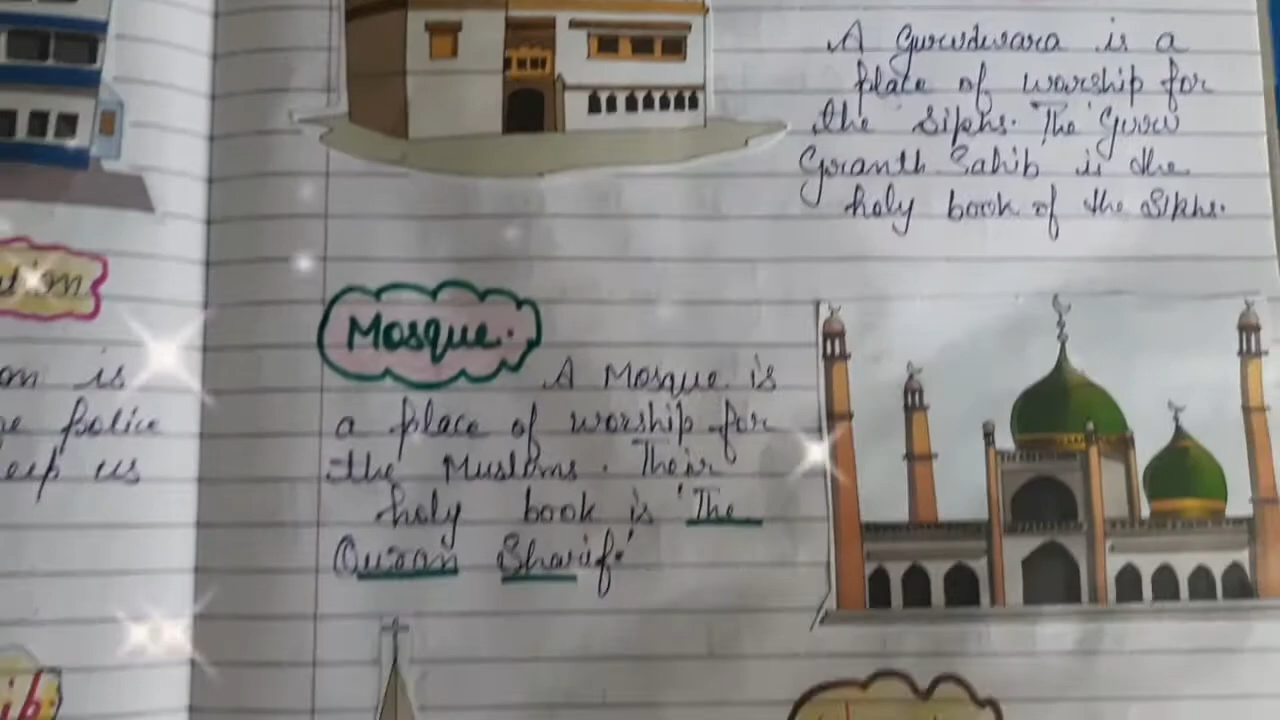 A Gurudwara is a
place of worship for
the Sikhs. The 'Guru
Granth Sahib is the
holy book of the Sikhs.
on is
police
us
Mosque.
A Mosque is
a place of worship for
the Muslims. Their
holy book is 'The
Quran Sharif.'